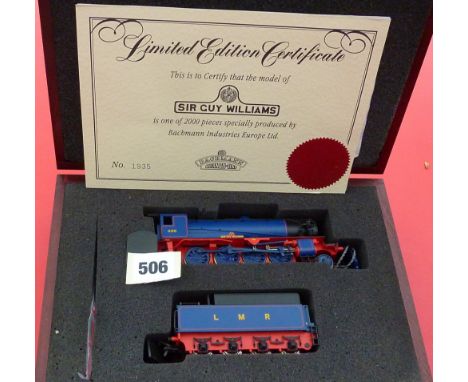 Limited Edition Certificate
This is to Certify that the model of
SIR GUY WILLIAMS
is one of 2000 pieces specially produced by
Bachmann Industries Europe Ltd.
No. 1935
BACHMANN
506
L M R